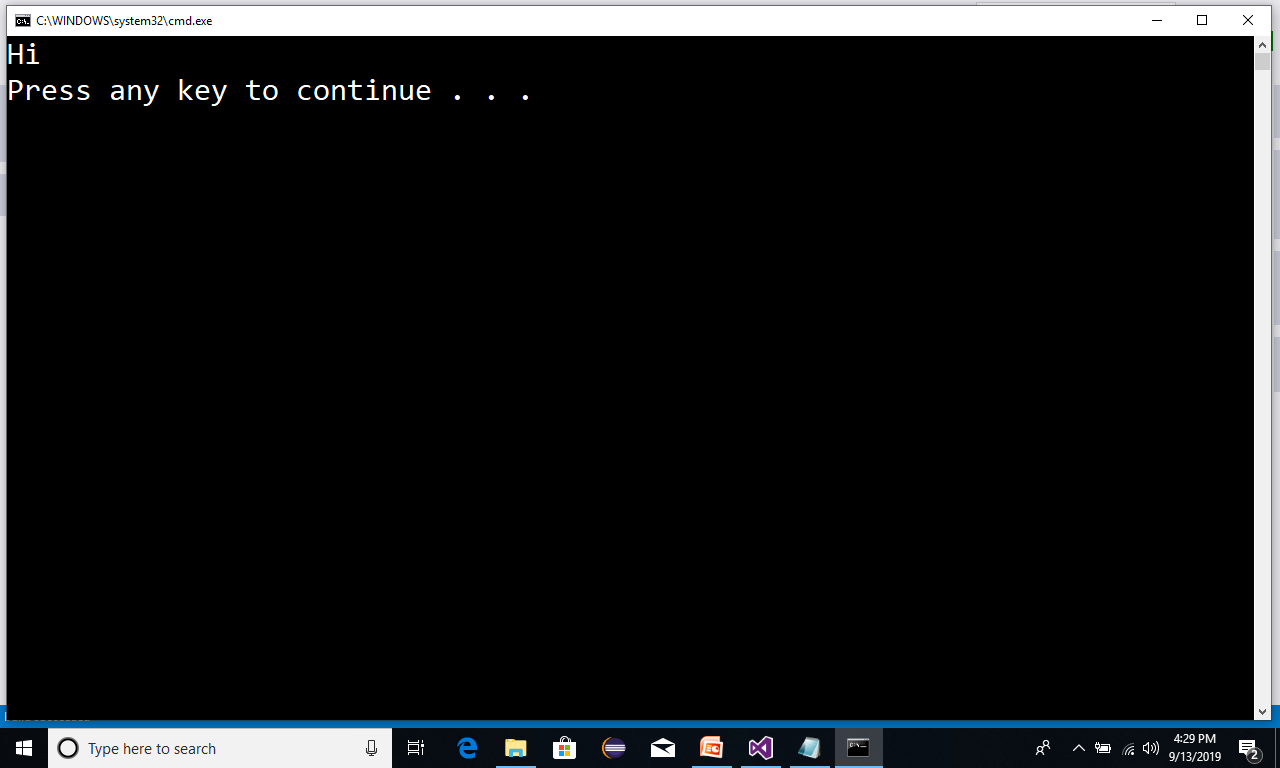 C:\WINDOWS\system32\cmd.exe
Hi
Press any key to continue . . .
Type here to search
4:29 PM
9/13/2019
2